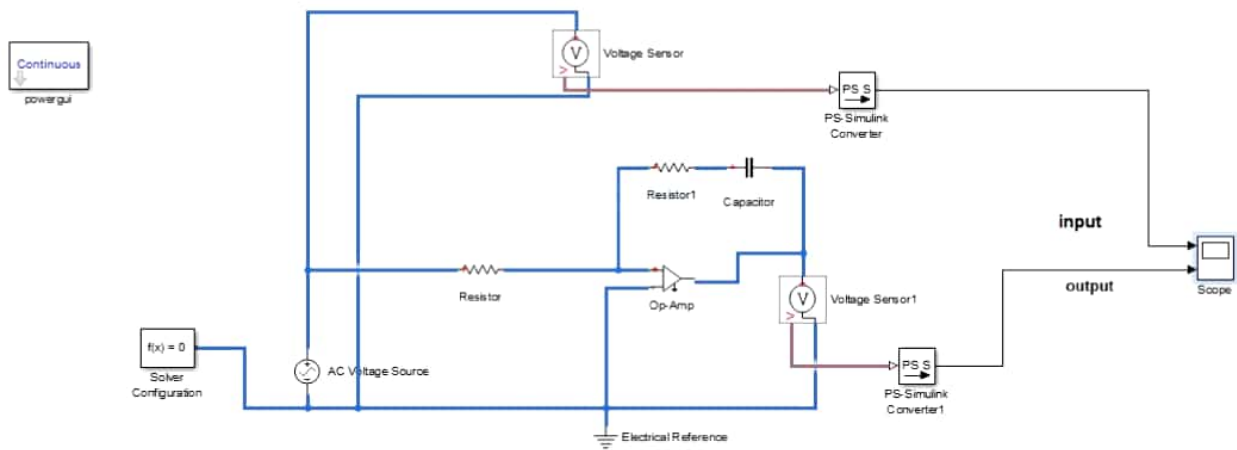 Continuous
powergui
V
Voltage Sensor
PS S
PS-Simulink
Converter
Resistor1
Capacitor
input
Resistor
Op-Amp
V
Voltage Sensor1
output
Scope
f(x) = 0
Solver
Configuration
AC Voltage Source
PS S
PS-Simulink
Converter1
Electrical Reference